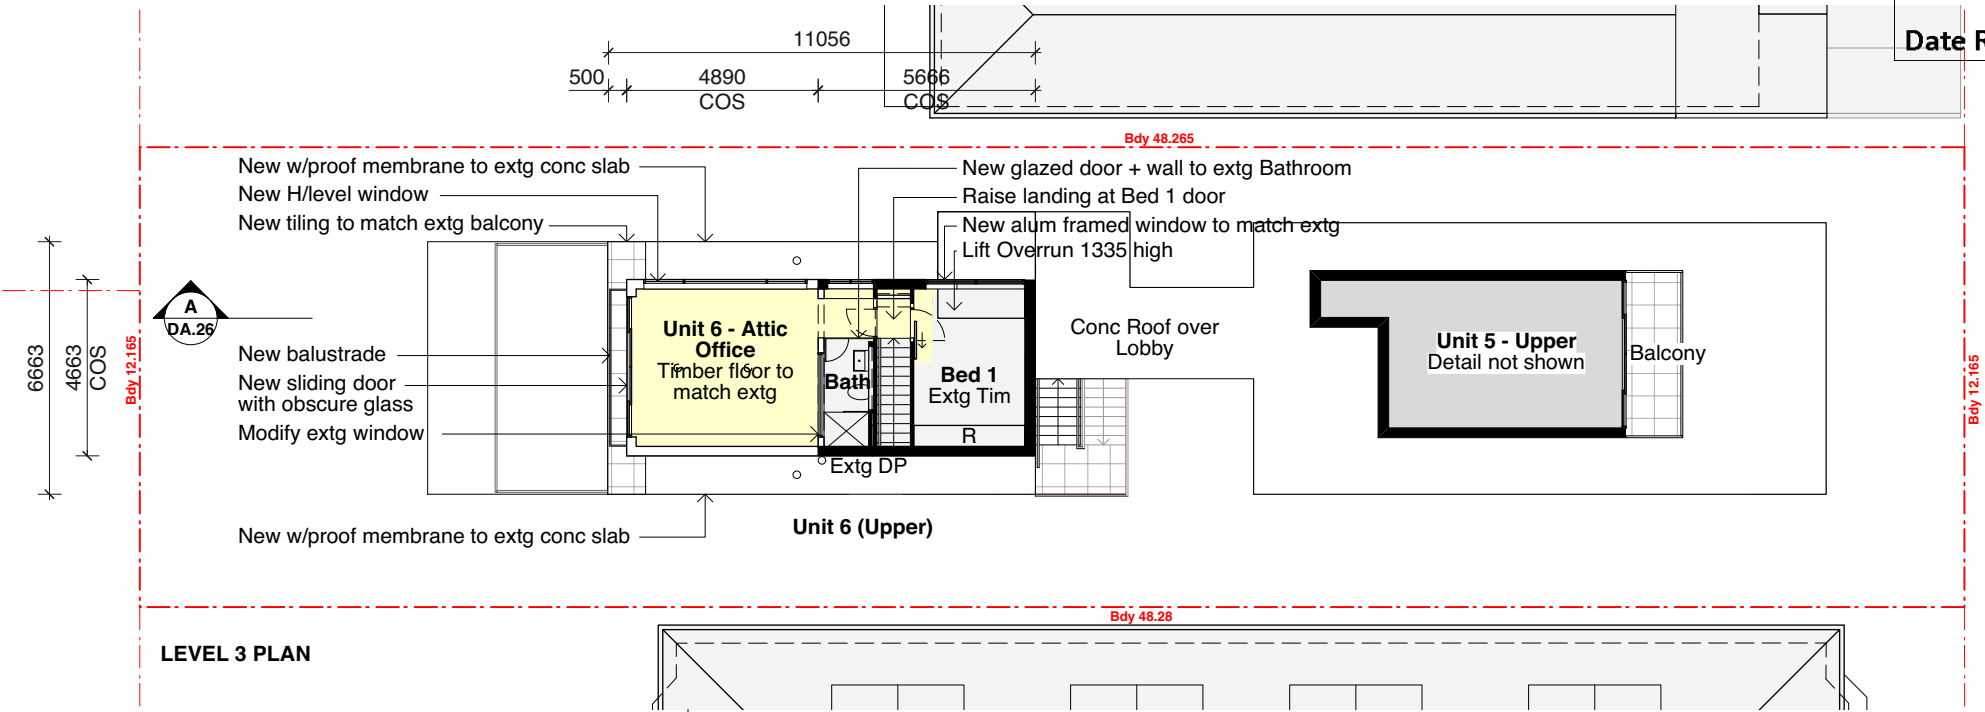 11056
500
4890
COS
5666
COS
Date R
Bdy 48.265
New w/proof membrane to extg conc slab
New H/level window
New tiling to match extg balcony
New glazed door + wall to extg Bathroom
Raise landing at Bed 1 door
New alum framed window to match extg
Lift Overrun 1335 high
A
DA.26
6663
4663
COS
Bdy 12.165
New balustrade
New sliding door
with obscure glass
Modify extg window
Unit 6 - Attic
Office
Timber floor to
match extg
Bath
Bed 1
Extg Tim
R
Extg DP
Conc Roof over
Lobby
Unit 5 - Upper
Detail not shown
Balcony
Bdy 12.165
New w/proof membrane to extg conc slab
Unit 6 (Upper)
Bdy 48.28
LEVEL 3 PLAN